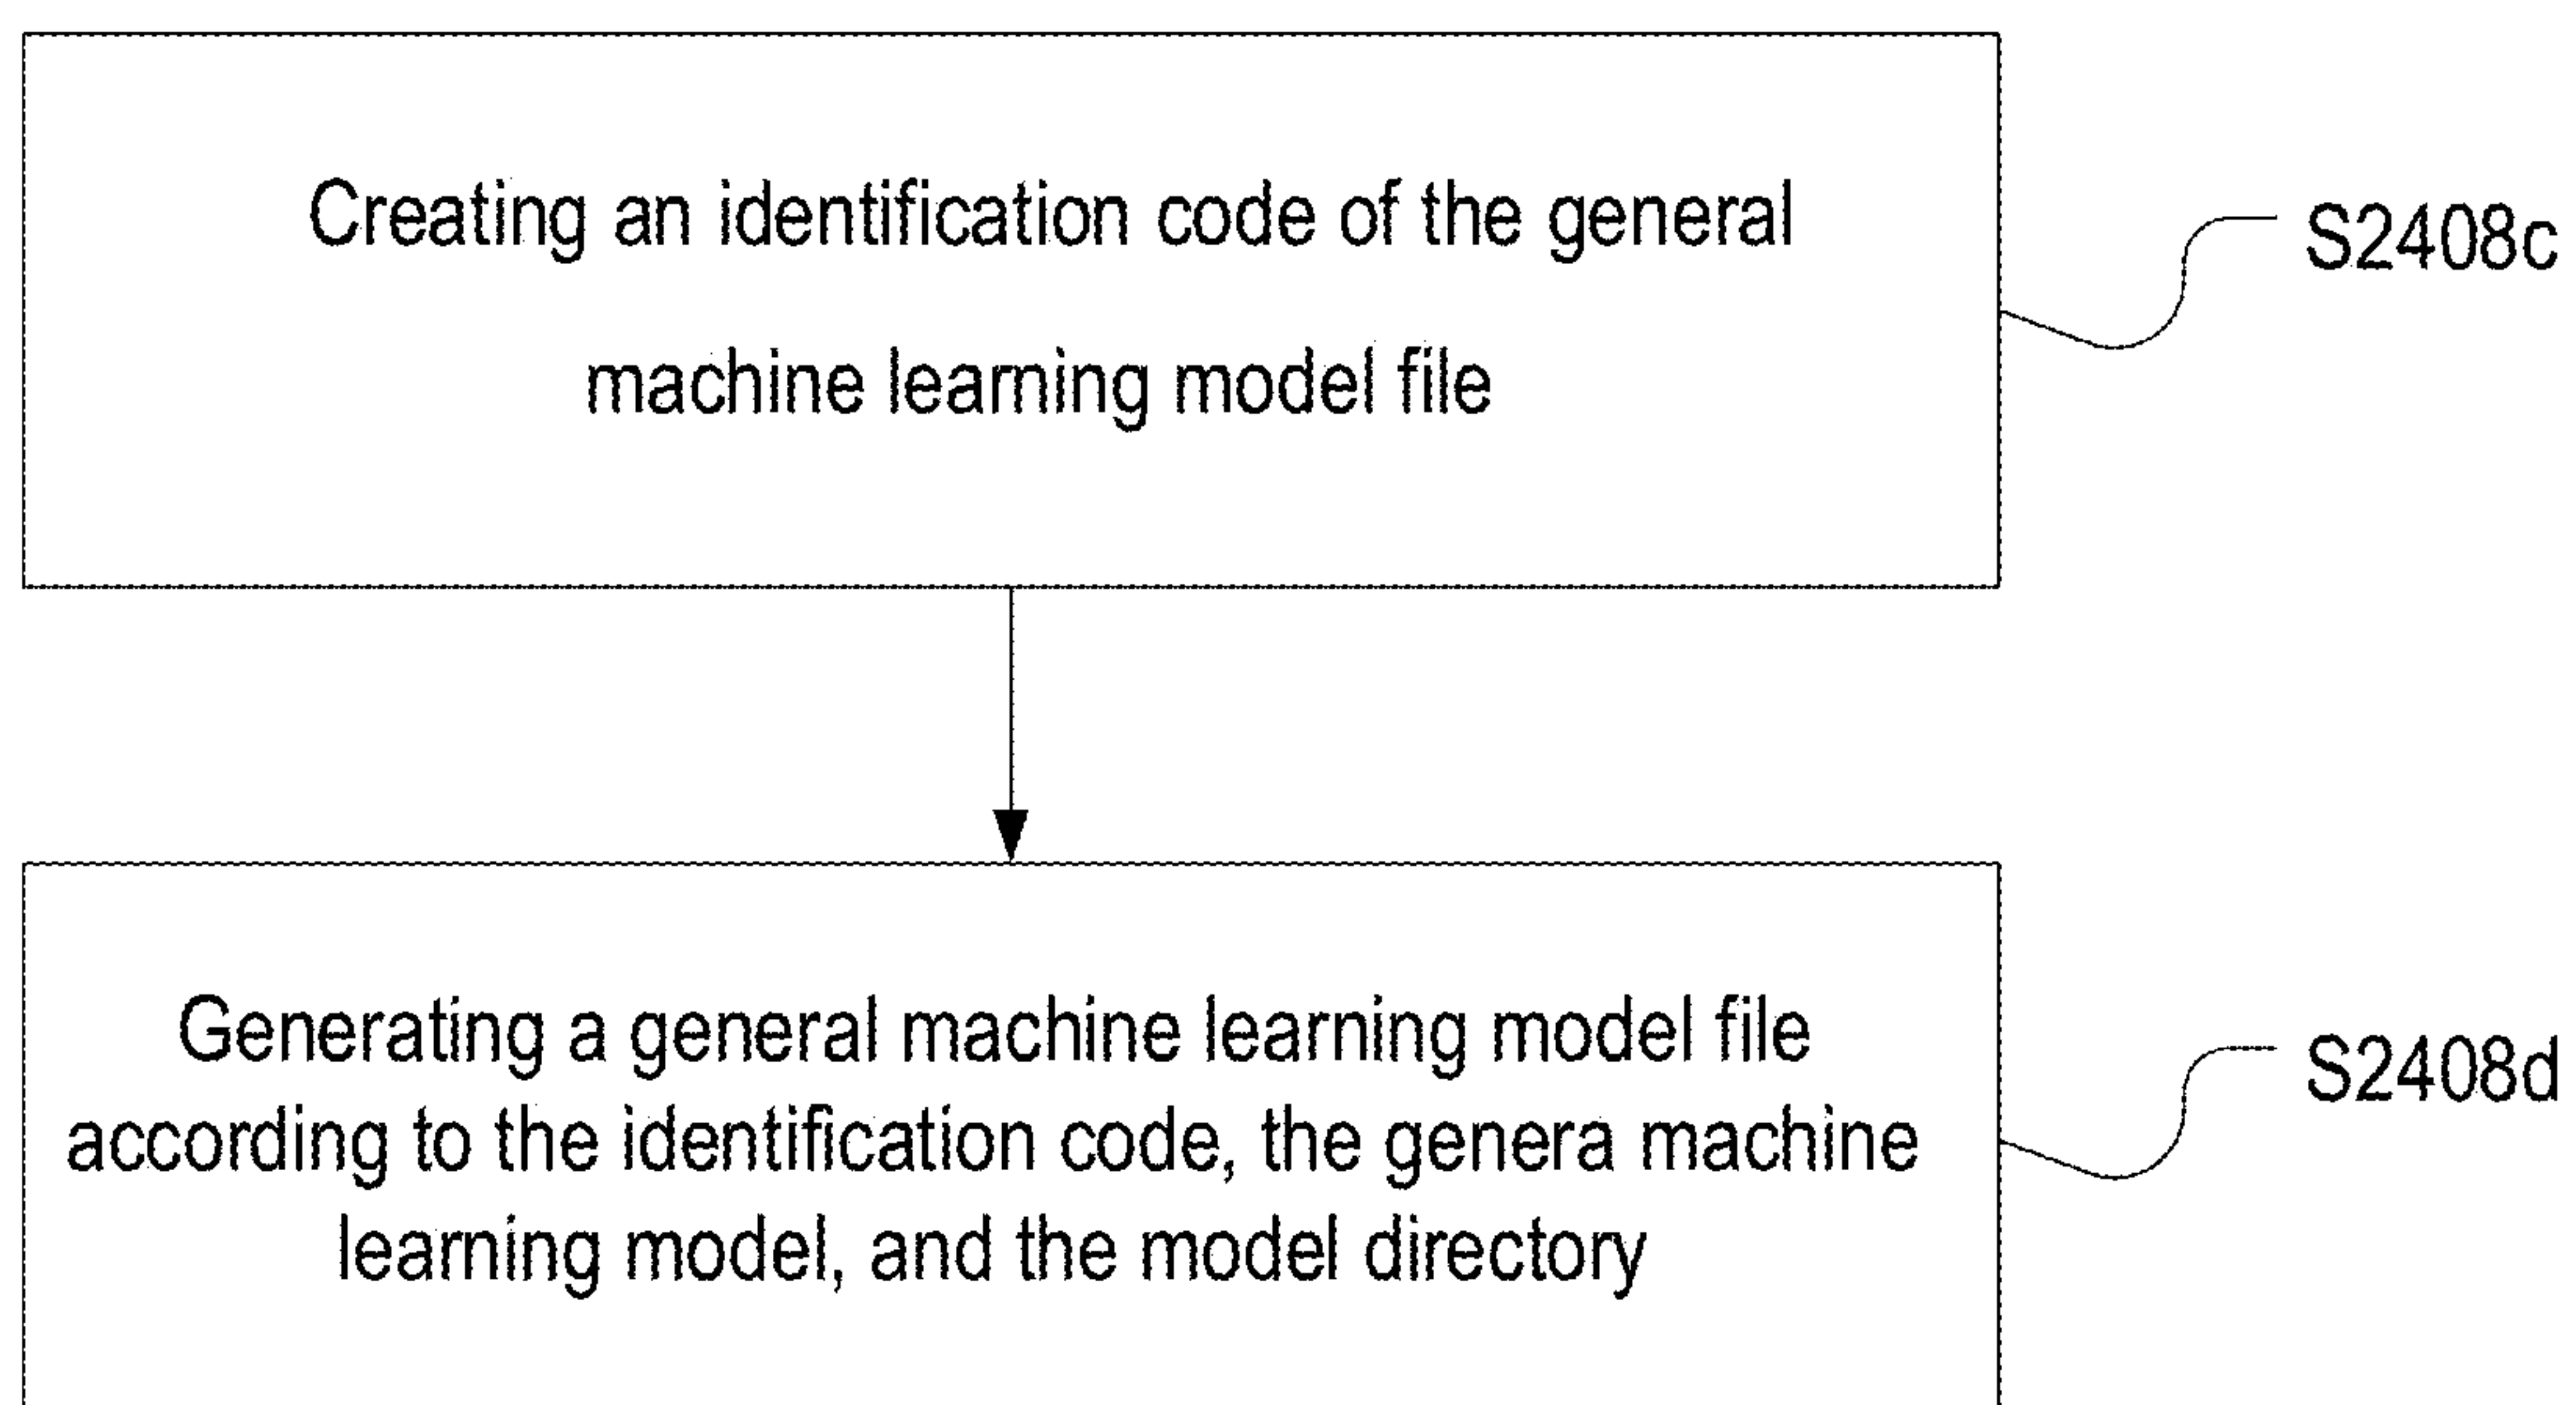 Creating an identification code of the general
machine learning model file
S2408c
Generating a general machine learning model file
according to the identification code, the genera machine
learning model, and the model directory
S2408d